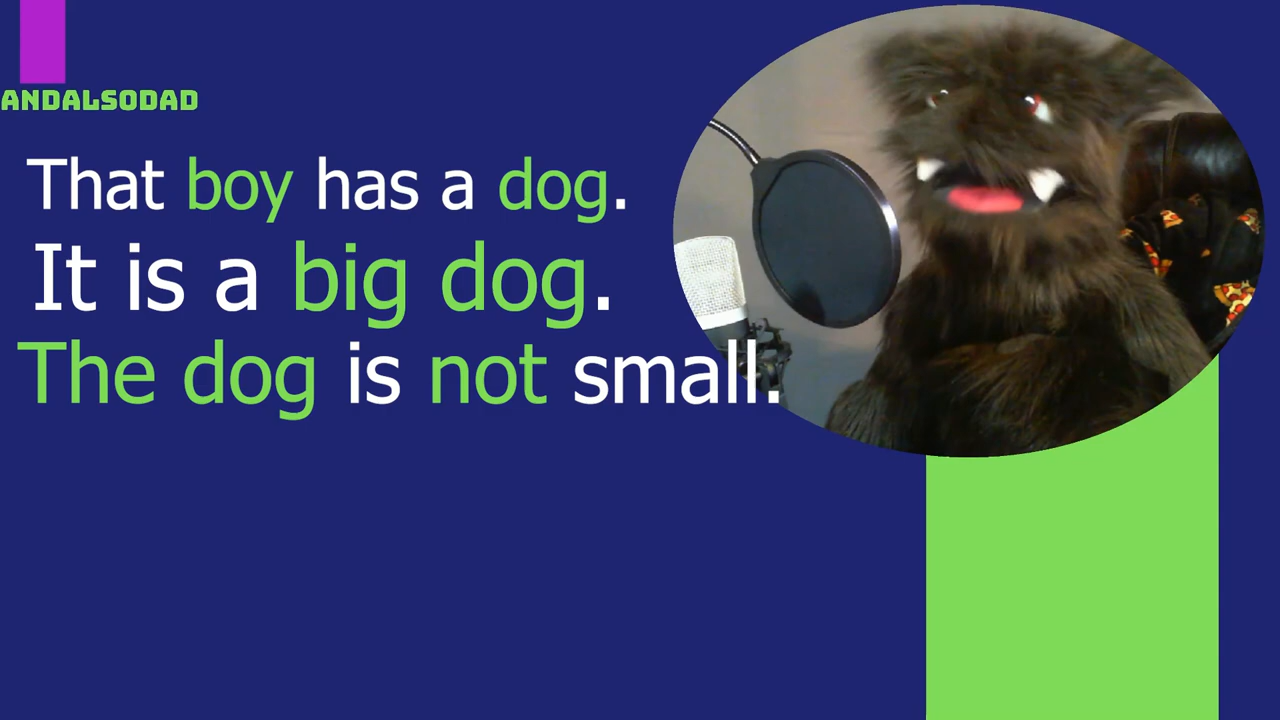 ANDALSODAD
That boy has a dog.
It is a big dog.
The dog is not small.